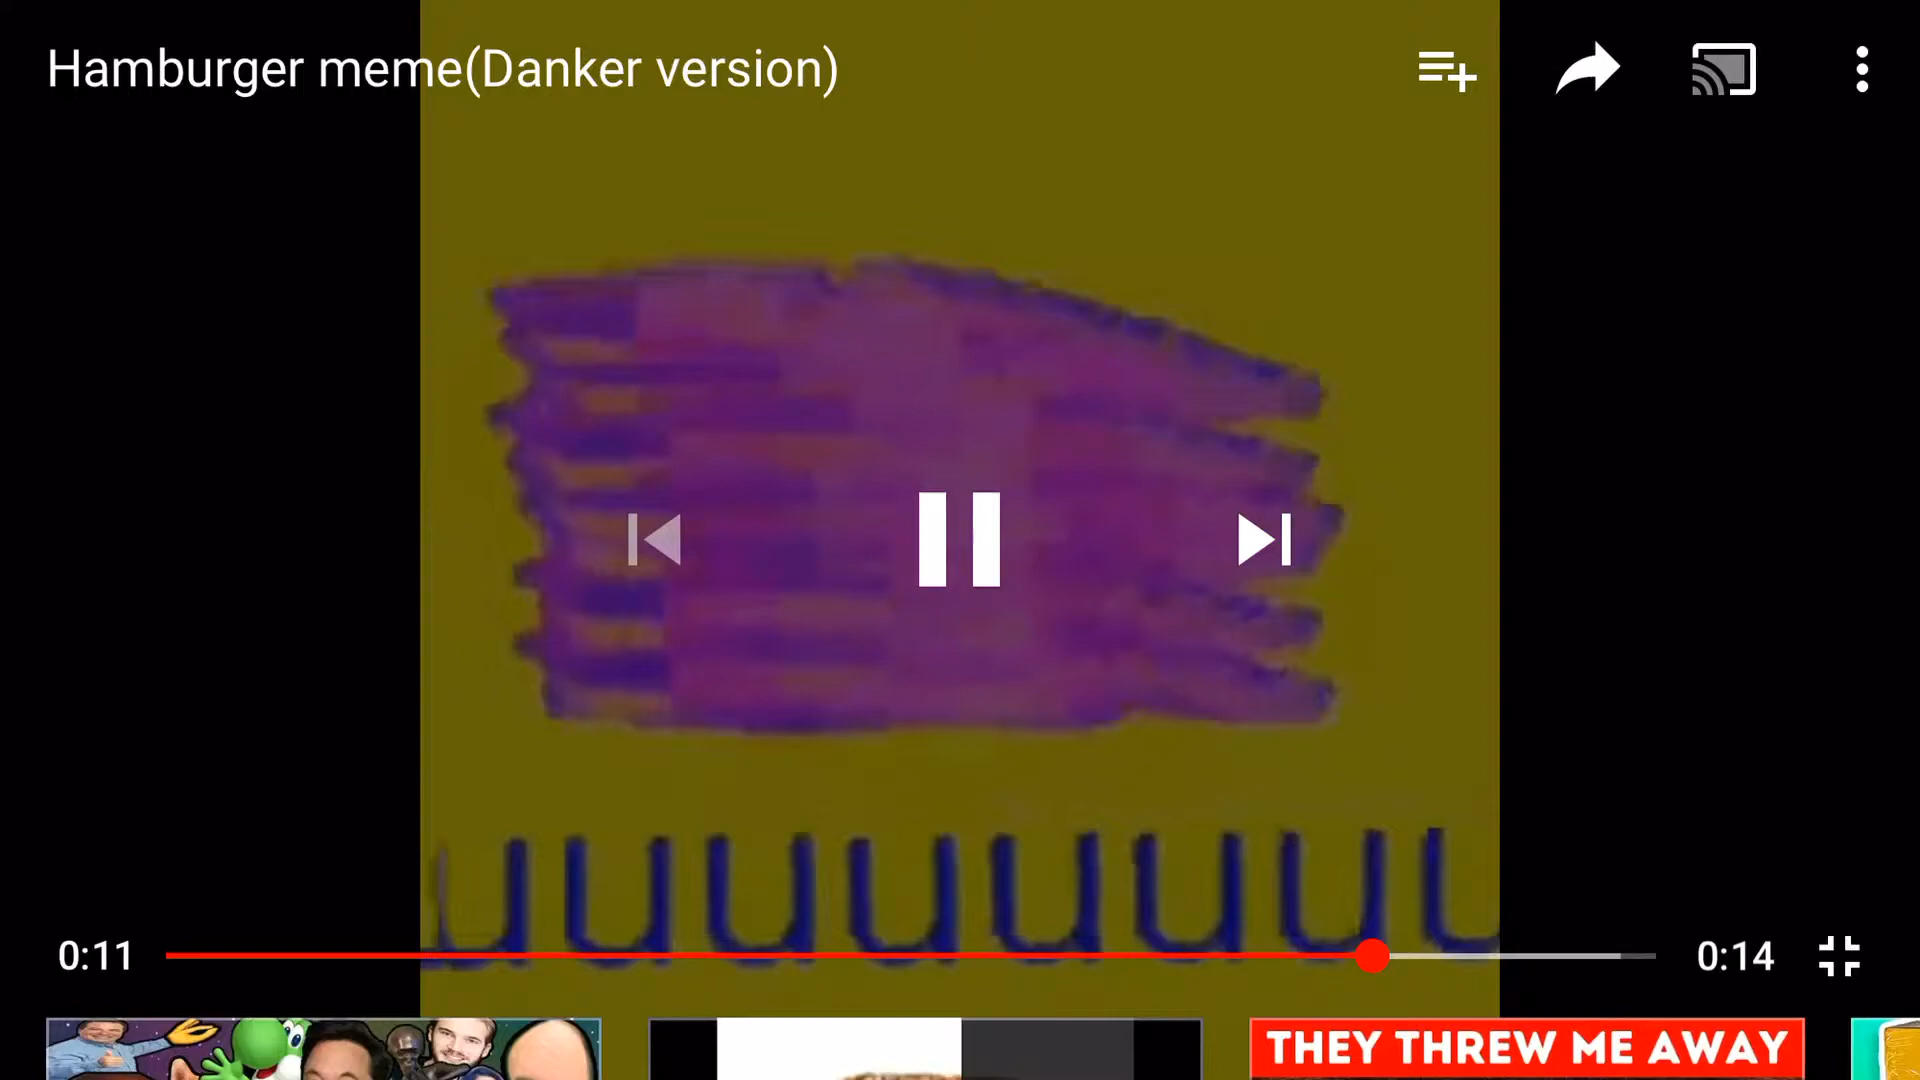 Hamburger meme(Danker version)
uuuuuuuu
0:11
0:14
THEY THREW ME AWAY